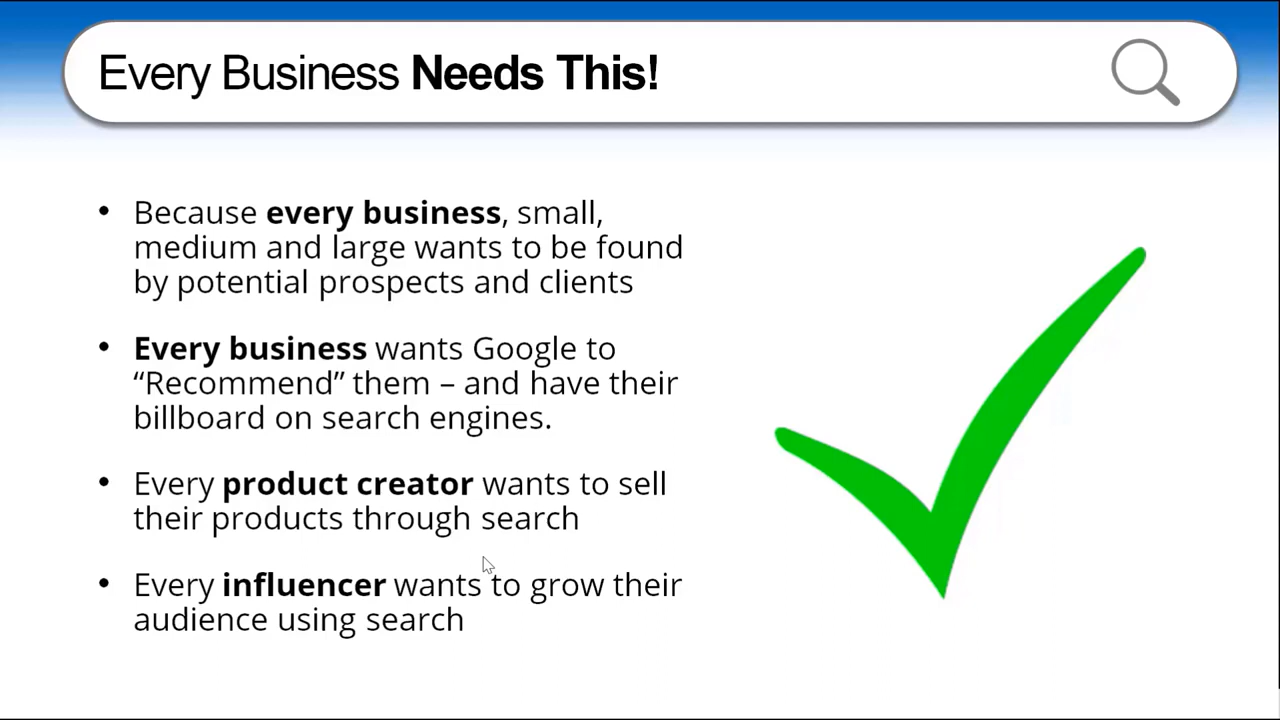 Every Business Needs This!
• Because every business, small,
medium and large wants to be found
by potential prospects and clients
• Every business wants Google to
“Recommend” them – and have their
billboard on search engines.
• Every product creator wants to sell
their products through search
• Every influencer wants to grow their
audience using search